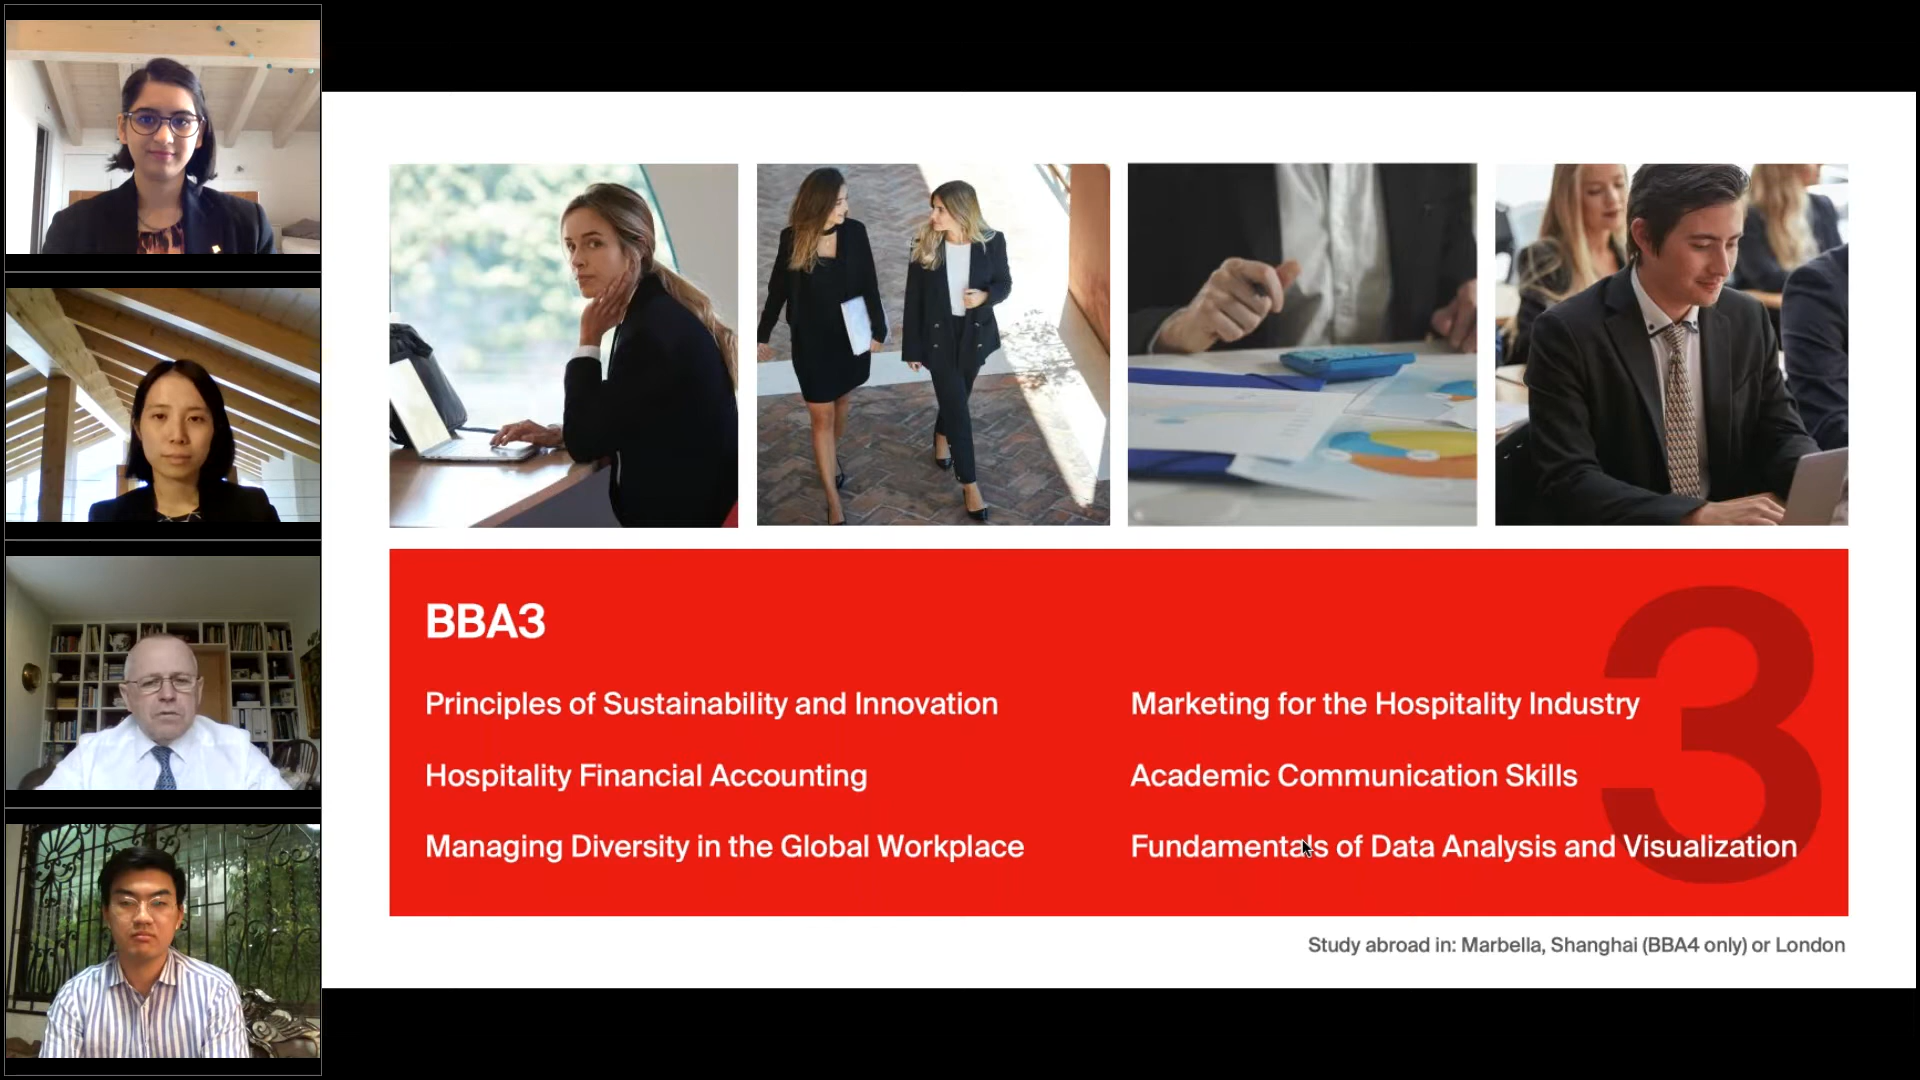 BBA3
Principles of Sustainability and Innovation
Hospitality Financial Accounting
Managing Diversity in the Global Workplace
Marketing for the Hospitality Industry
Academic Communication Skills
Fundamentals of Data Analysis and Visualization
3
Study abroad in: Marbella, Shanghai (BBA4 only) or London